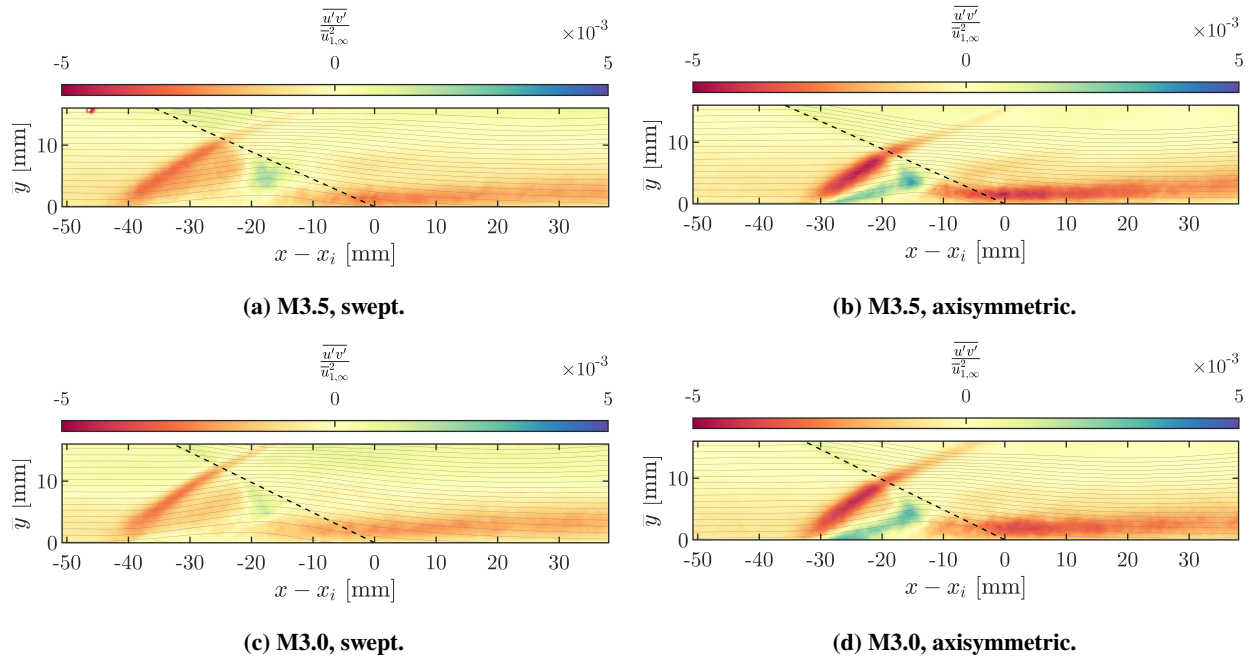 u'v' / u̅²₁,∞
×10⁻³
-5 0 5
y̅ [mm]
10
0
-50 -40 -30 -20 -10 0 10 20 30
x − xᵢ [mm]
(a) M3.5, swept.
u'v' / u̅²₁,∞
×10⁻³
-5 0 5
y̅ [mm]
10
0
-50 -40 -30 -20 -10 0 10 20 30
x − xᵢ [mm]
(b) M3.5, axisymmetric.
u'v' / u̅²₁,∞
×10⁻³
-5 0 5
y̅ [mm]
10
0
-50 -40 -30 -20 -10 0 10 20 30
x − xᵢ [mm]
(c) M3.0, swept.
u'v' / u̅²₁,∞
×10⁻³
-5 0 5
y̅ [mm]
10
0
-50 -40 -30 -20 -10 0 10 20 30
x − xᵢ [mm]
(d) M3.0, axisymmetric.